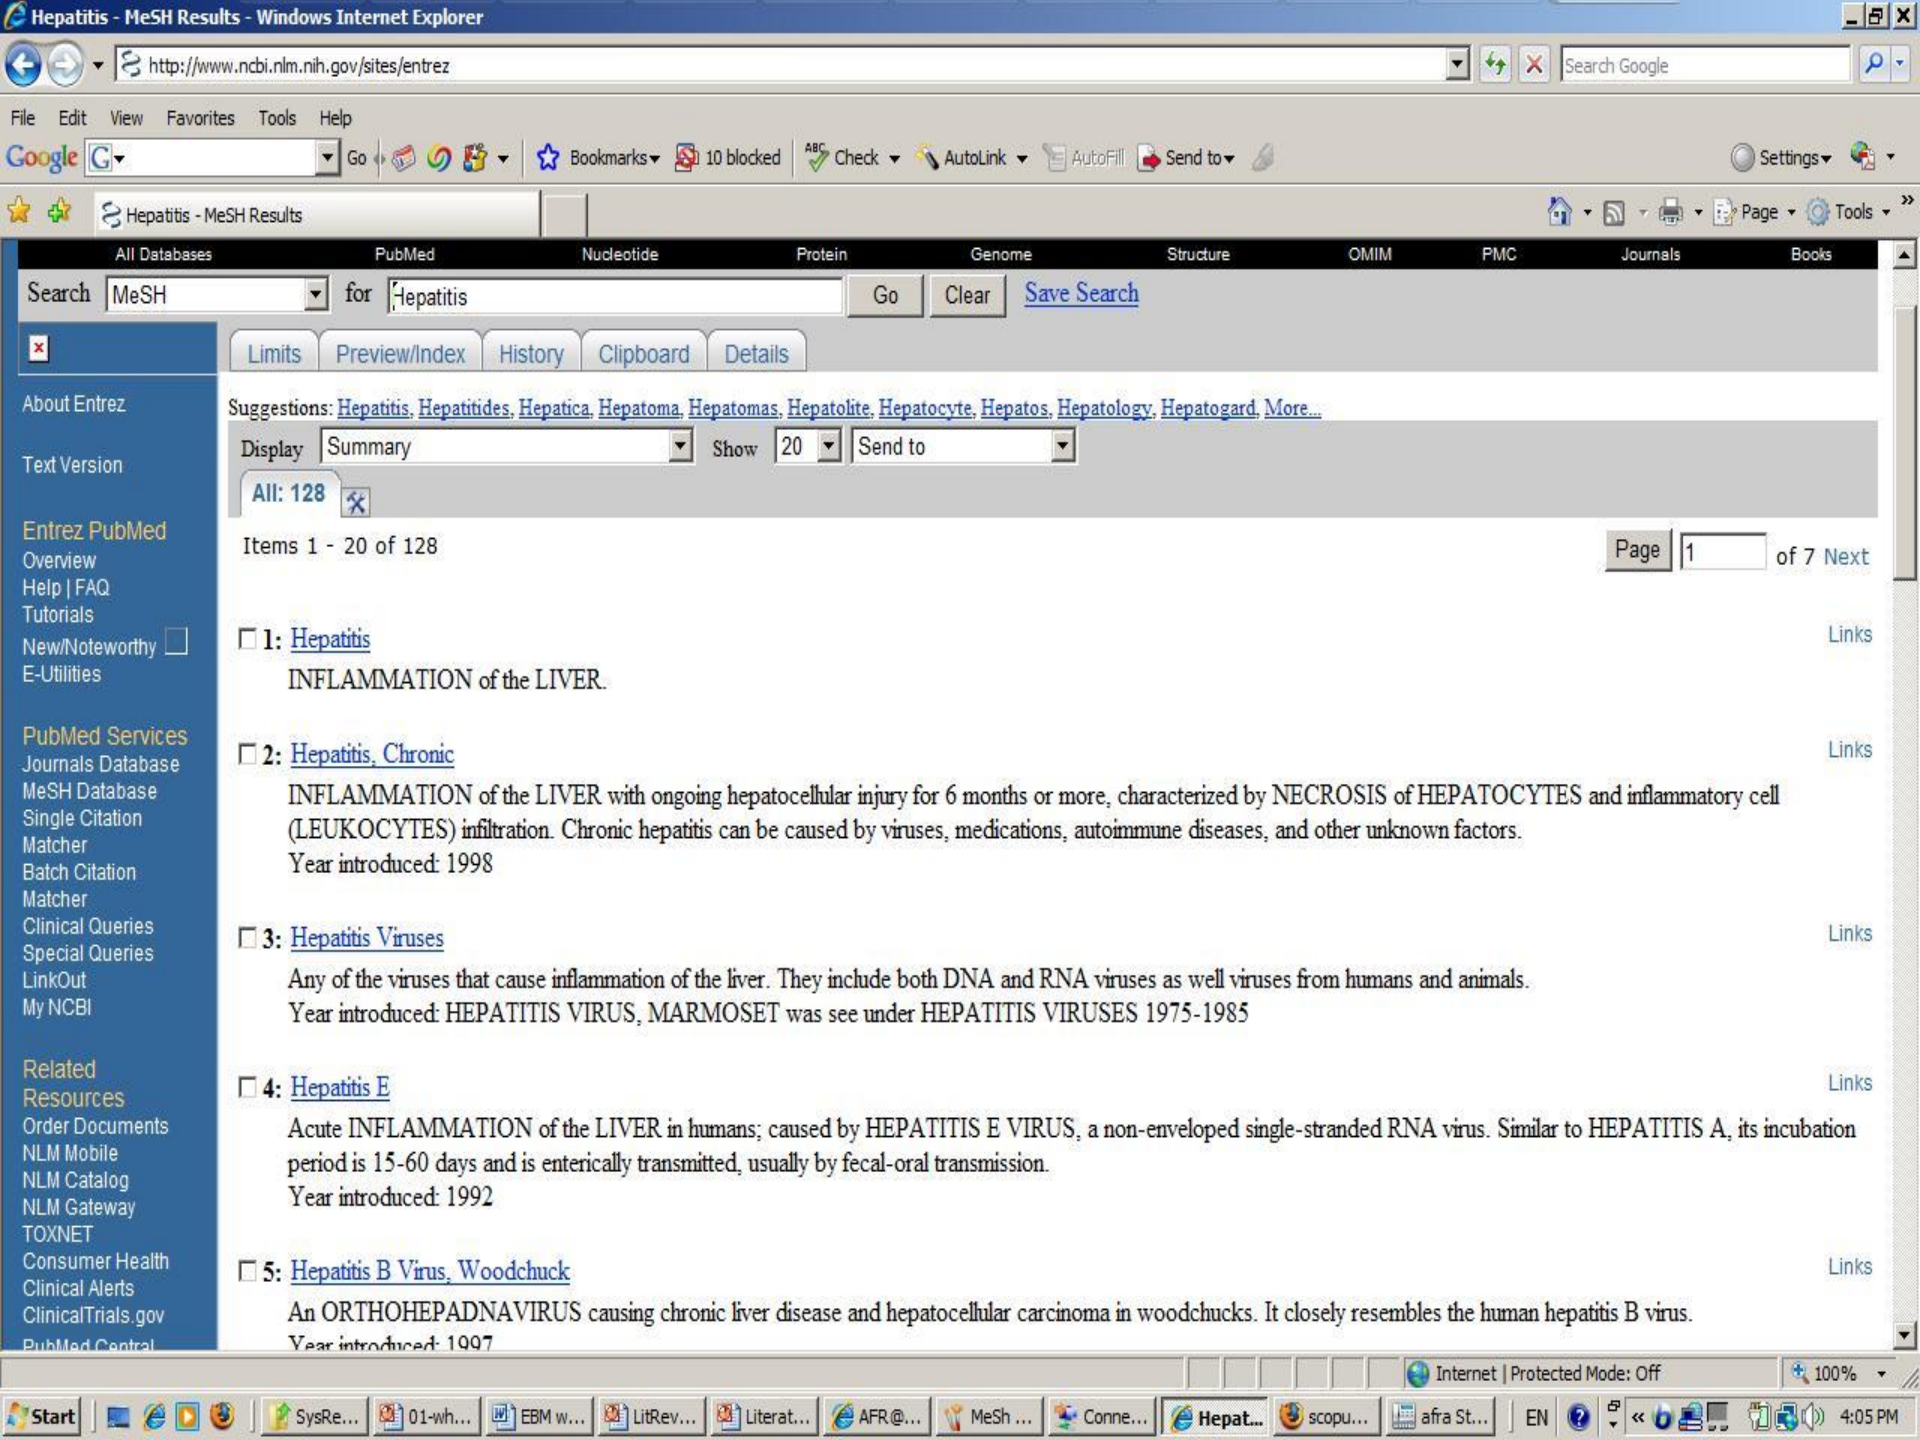 Hepatitis - MeSH Results - Windows Internet Explorer
http://www.ncbi.nlm.nih.gov/sites/entrez
Search Google
File Edit View Favorites Tools Help
Google G Go Bookmarks 10 blocked ABC Check AutoLink AutoFill Send to Settings
Hepatitis - MeSH Results Page Tools »
All Databases PubMed Nucleotide Protein Genome Structure OMIM PMC Journals Books
Search MeSH for Hepatitis Go Clear Save Search
Limits Preview/Index History Clipboard Details
About Entrez
Text Version
Entrez PubMed
Overview
Help | FAQ
Tutorials
New/Noteworthy
E-Utilities
PubMed Services
Journals Database
MeSH Database
Single Citation
Matcher
Batch Citation
Matcher
Clinical Queries
Special Queries
LinkOut
My NCBI
Related
Resources
Order Documents
NLM Mobile
NLM Catalog
NLM Gateway
TOXNET
Consumer Health
Clinical Alerts
ClinicalTrials.gov
PubMed Central
Suggestions: Hepatitis, Hepatitides, Hepatica, Hepatoma, Hepatomas, Hepatolite, Hepatocyte, Hepatos, Hepatology, Hepatogard, More...
Display Summary Show 20 Send to
All: 128
Items 1 - 20 of 128
Page 1 of 7 Next
1: Hepatitis Links
INFLAMMATION of the LIVER.
2: Hepatitis, Chronic Links
INFLAMMATION of the LIVER with ongoing hepatocellular injury for 6 months or more, characterized by NECROSIS of HEPATOCYTES and inflammatory cell
(LEUKOCYTES) infiltration. Chronic hepatitis can be caused by viruses, medications, autoimmune diseases, and other unknown factors.
Year introduced: 1998
3: Hepatitis Viruses Links
Any of the viruses that cause inflammation of the liver. They include both DNA and RNA viruses as well viruses from humans and animals.
Year introduced: HEPATITIS VIRUS, MARMOSET was see under HEPATITIS VIRUSES 1975-1985
4: Hepatitis E Links
Acute INFLAMMATION of the LIVER in humans; caused by HEPATITIS E VIRUS, a non-enveloped single-stranded RNA virus. Similar to HEPATITIS A, its incubation
period is 15-60 days and is enterically transmitted, usually by fecal-oral transmission.
Year introduced: 1992
5: Hepatitis B Virus, Woodchuck Links
An ORTHOHEPADNAVIRUS causing chronic liver disease and hepatocellular carcinoma in woodchucks. It closely resembles the human hepatitis B virus.
Year introduced: 1997
Internet | Protected Mode: Off 100%
Start SysRe... 01-wh... EBM w... LitRev... Literat... AFR@... MeSh ... Conne... Hepat... scopu... afra St... EN « 4:05 PM